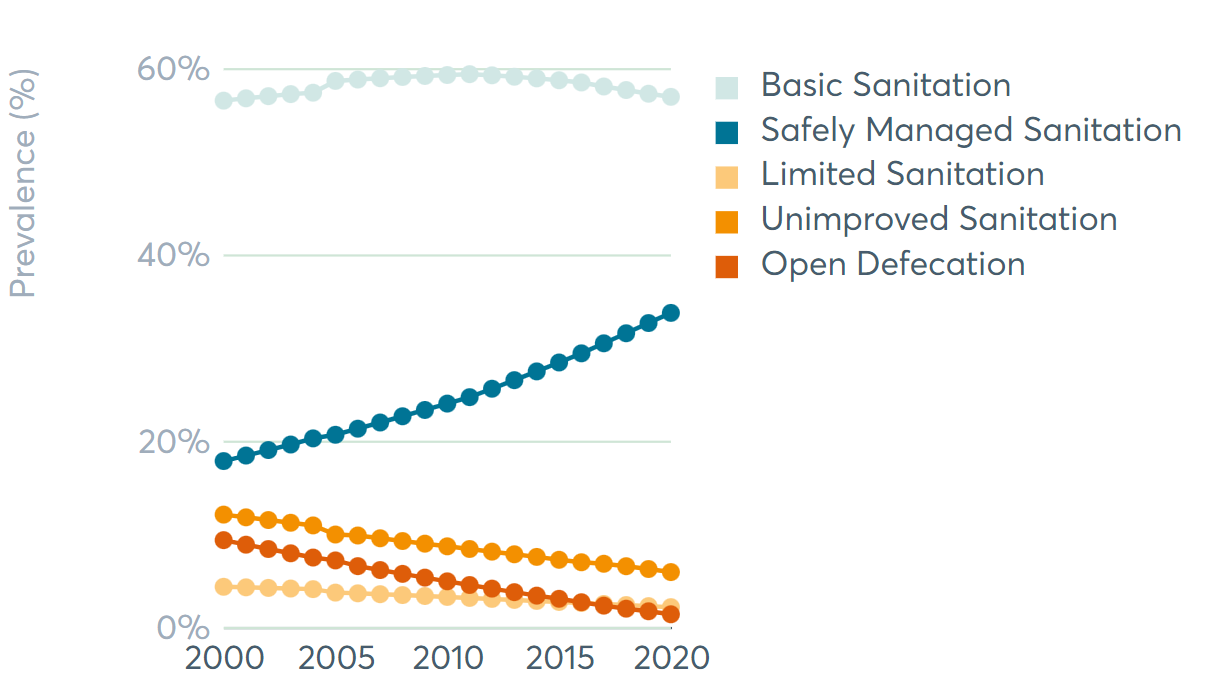 Prevalence (%)
60%
40%
20%
0%
2000 2005 2010 2015 2020
Basic Sanitation
Safely Managed Sanitation
Limited Sanitation
Unimproved Sanitation
Open Defecation